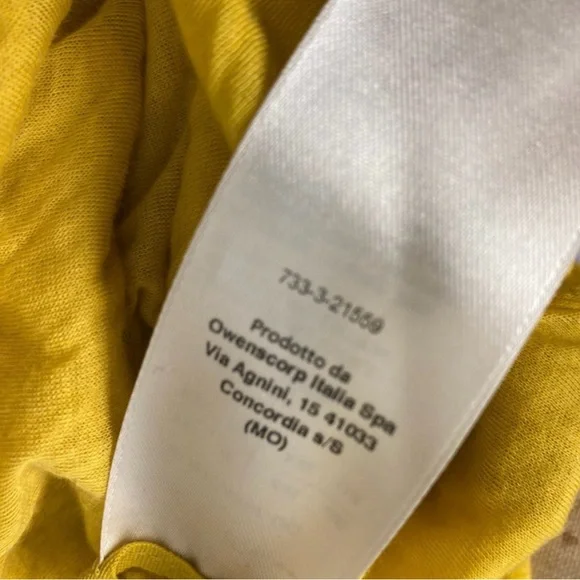 733-3-21559
Prodotto da
Owenscorp Italia Spa
Via Agnini, 15 41033
Concordia s/S
(MO)